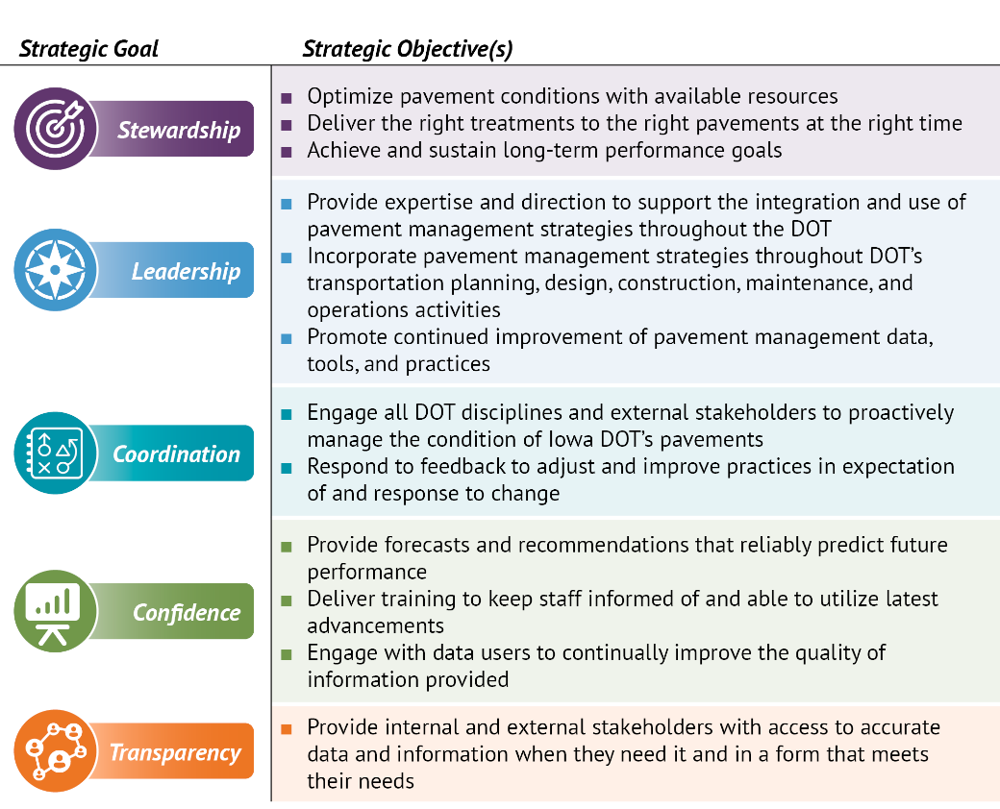 Strategic Goal
Strategic Objective(s)
Stewardship
■ Optimize pavement conditions with available resources
■ Deliver the right treatments to the right pavements at the right time
■ Achieve and sustain long-term performance goals
Leadership
■ Provide expertise and direction to support the integration and use of
pavement management strategies throughout the DOT
■ Incorporate pavement management strategies throughout DOT’s
transportation planning, design, construction, maintenance, and
operations activities
■ Promote continued improvement of pavement management data,
tools, and practices
Coordination
■ Engage all DOT disciplines and external stakeholders to proactively
manage the condition of Iowa DOT’s pavements
■ Respond to feedback to adjust and improve practices in expectation
of and response to change
Confidence
■ Provide forecasts and recommendations that reliably predict future
performance
■ Deliver training to keep staff informed of and able to utilize latest
advancements
■ Engage with data users to continually improve the quality of
information provided
Transparency
■ Provide internal and external stakeholders with access to accurate
data and information when they need it and in a form that meets
their needs